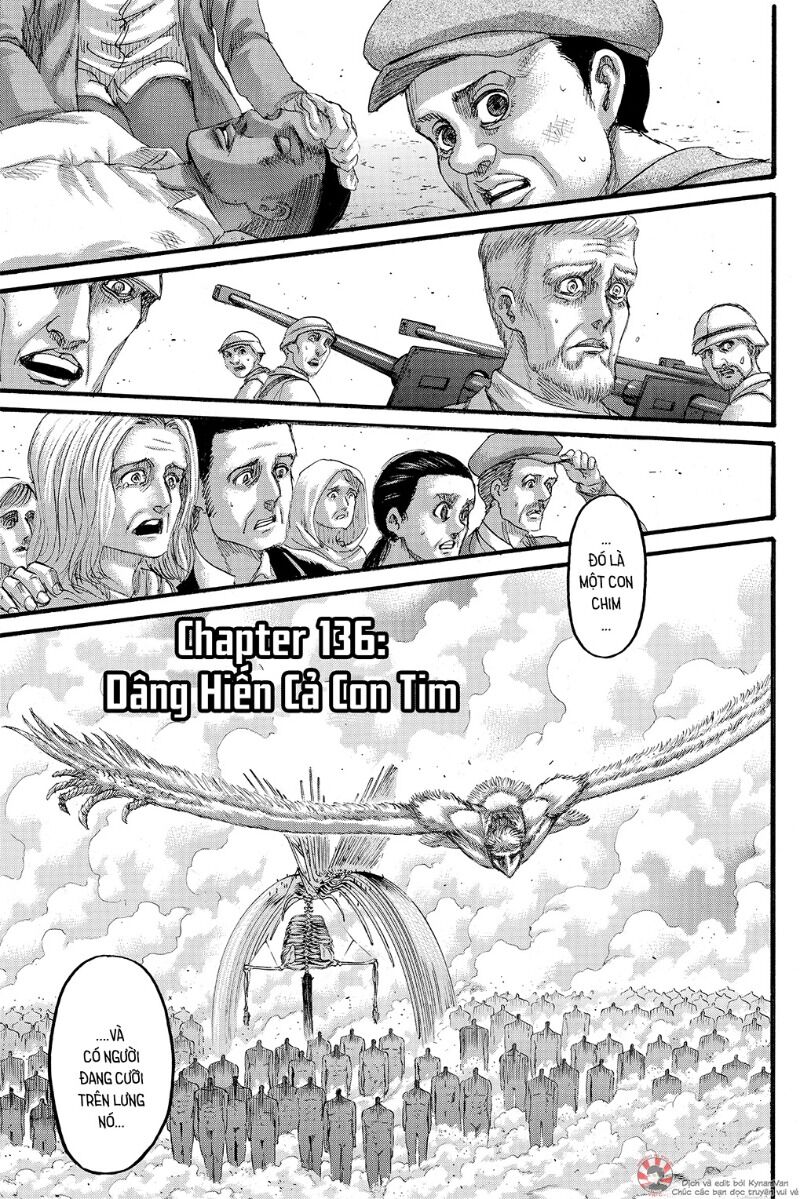 ...
ĐÓ LÀ
MỘT CON
CHIM
...
Chapter 136:
Dâng Hiến Cả Con Tim
....VÀ
CÓ NGƯỜI
ĐANG CƯỠI
TRÊN LƯNG
NÓ...
Dịch và edit bởi KynamVan
Chúc các bạn đọc truyện vui vẻ